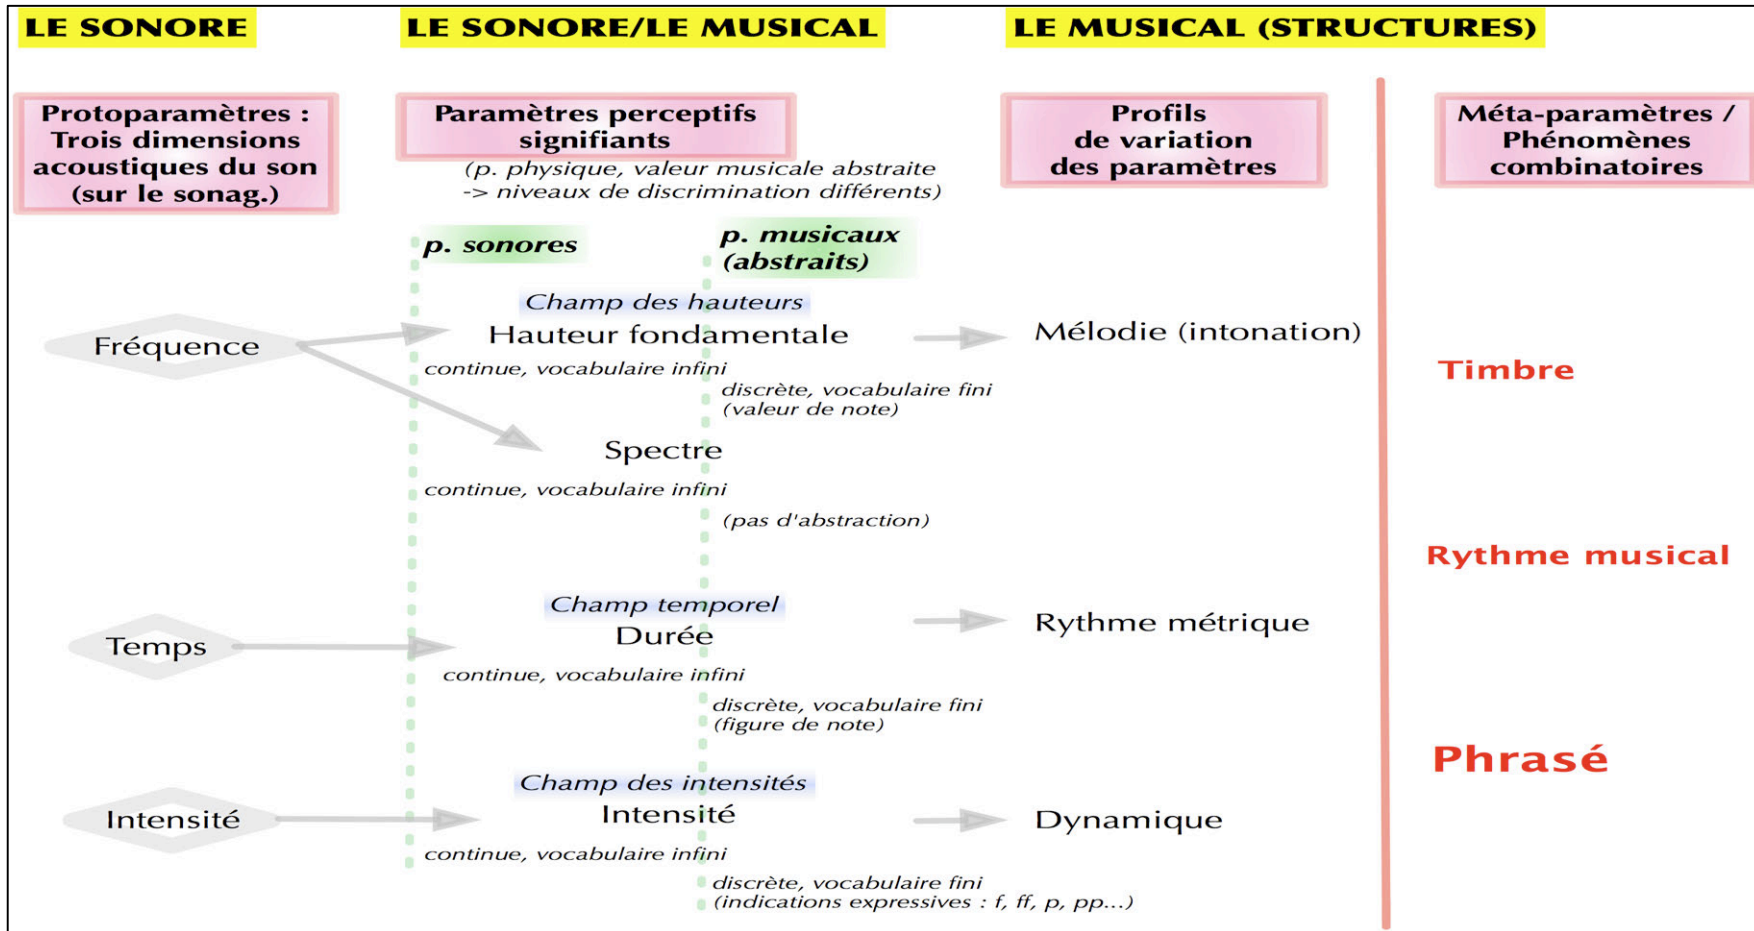 LE SONORE
LE SONORE/LE MUSICAL
LE MUSICAL (STRUCTURES)
Protoparamètres :
Trois dimensions
acoustiques du son
(sur le sonag.)
Paramètres perceptifs
signifiants
(p. physique, valeur musicale abstraite
-> niveaux de discrimination différents)
Profils
de variation
des paramètres
Méta-paramètres /
Phénomènes
combinatoires
p. sonores
p. musicaux
(abstraits)
Champ des hauteurs
Fréquence
Hauteur fondamentale
Mélodie (intonation)
continue, vocabulaire infini
discrète, vocabulaire fini
(valeur de note)
Timbre
Spectre
continue, vocabulaire infini
(pas d'abstraction)
Rythme musical
Champ temporel
Temps
Durée
Rythme métrique
continue, vocabulaire infini
discrète, vocabulaire fini
(figure de note)
Phrasé
Champ des intensités
Intensité
Intensité
Dynamique
continue, vocabulaire infini
discrète, vocabulaire fini
(indications expressives : f, ff, p, pp...)